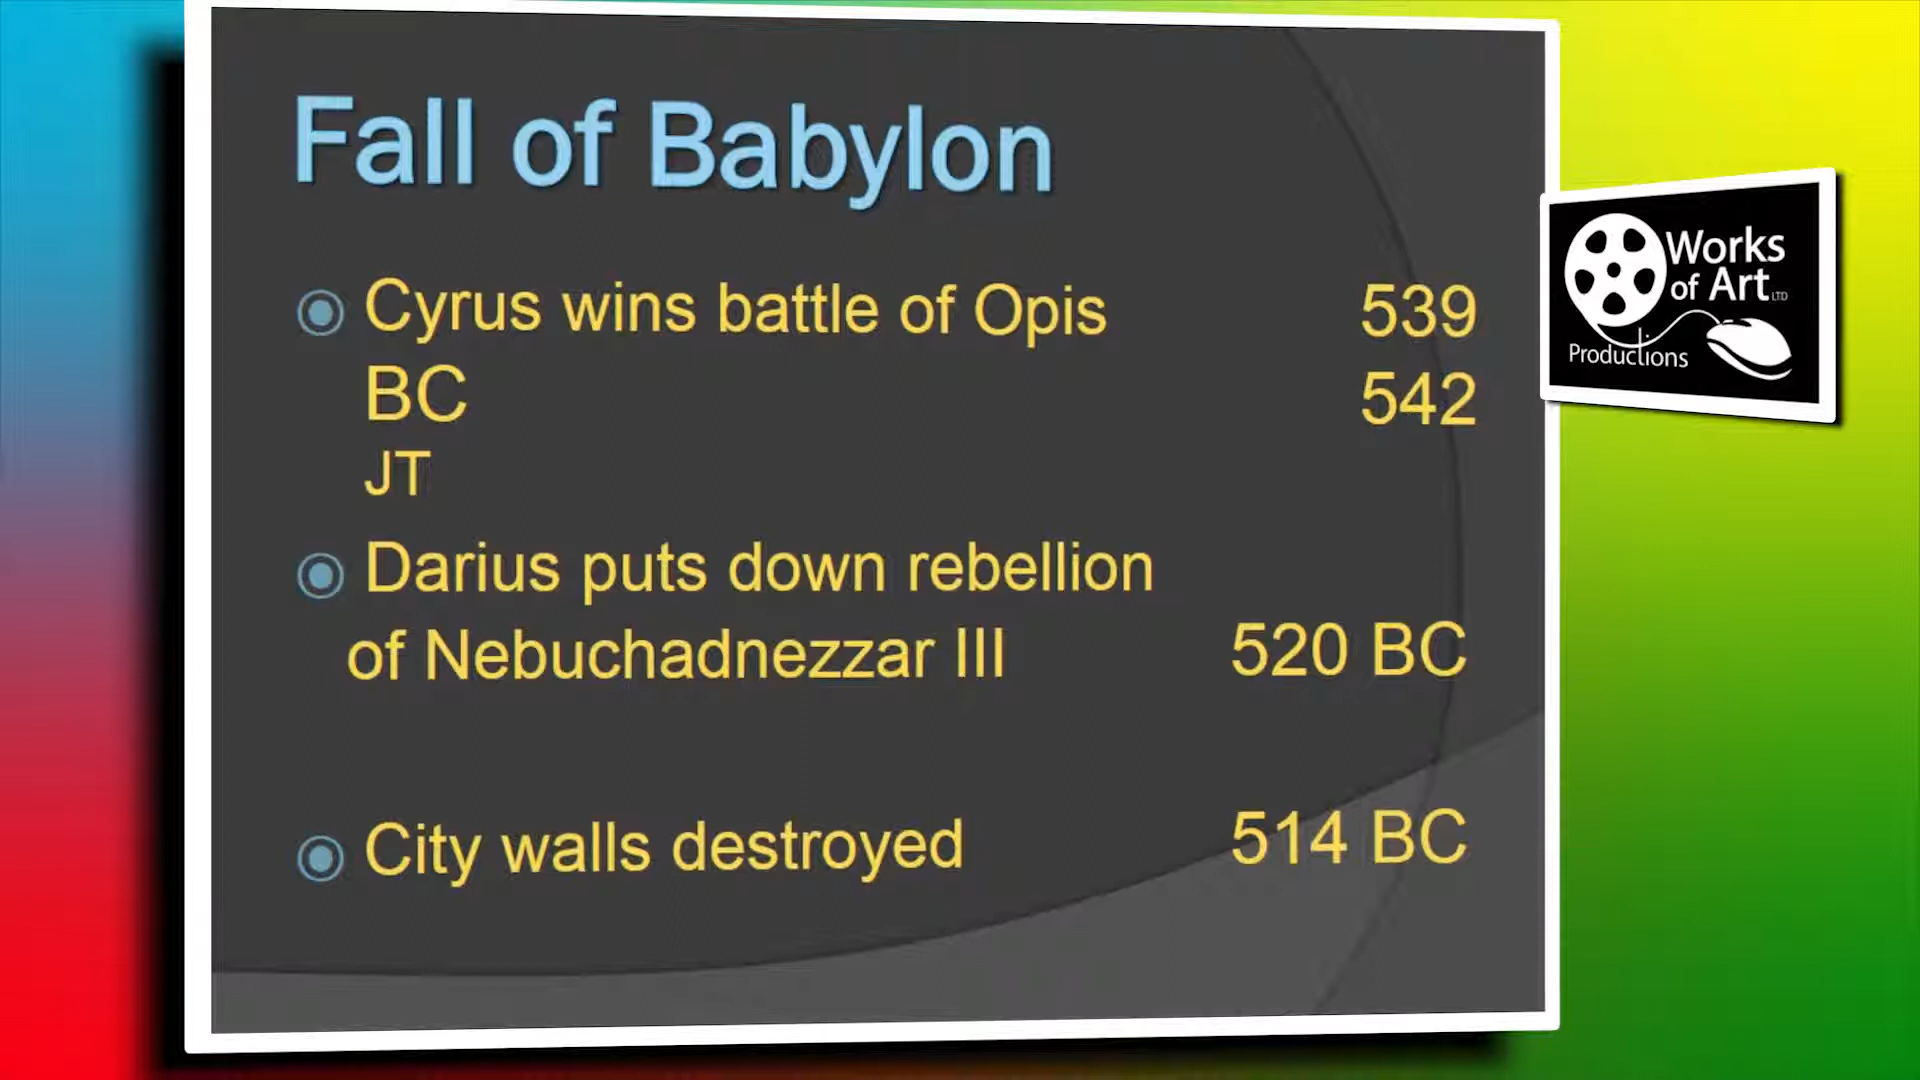 Fall of Babylon
Cyrus wins battle of Opis 539
BC 542
JT
Darius puts down rebellion
of Nebuchadnezzar III 520 BC
City walls destroyed 514 BC
Works
of Art LTD
Productions